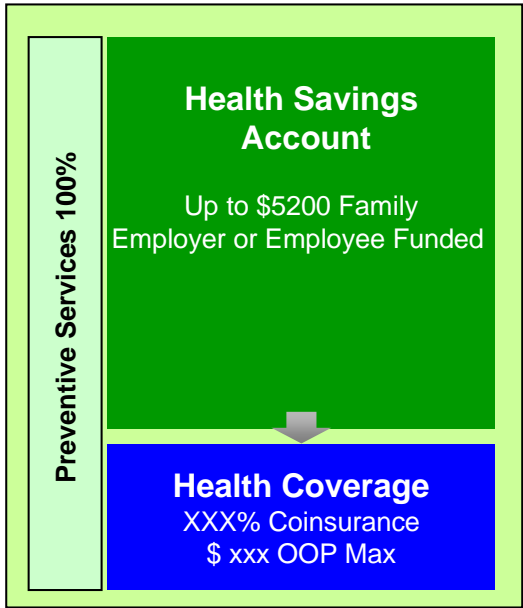 Preventive Services 100%
Health Savings
Account
Up to $5200 Family
Employer or Employee Funded
Health Coverage
XXX% Coinsurance
$ xxx OOP Max